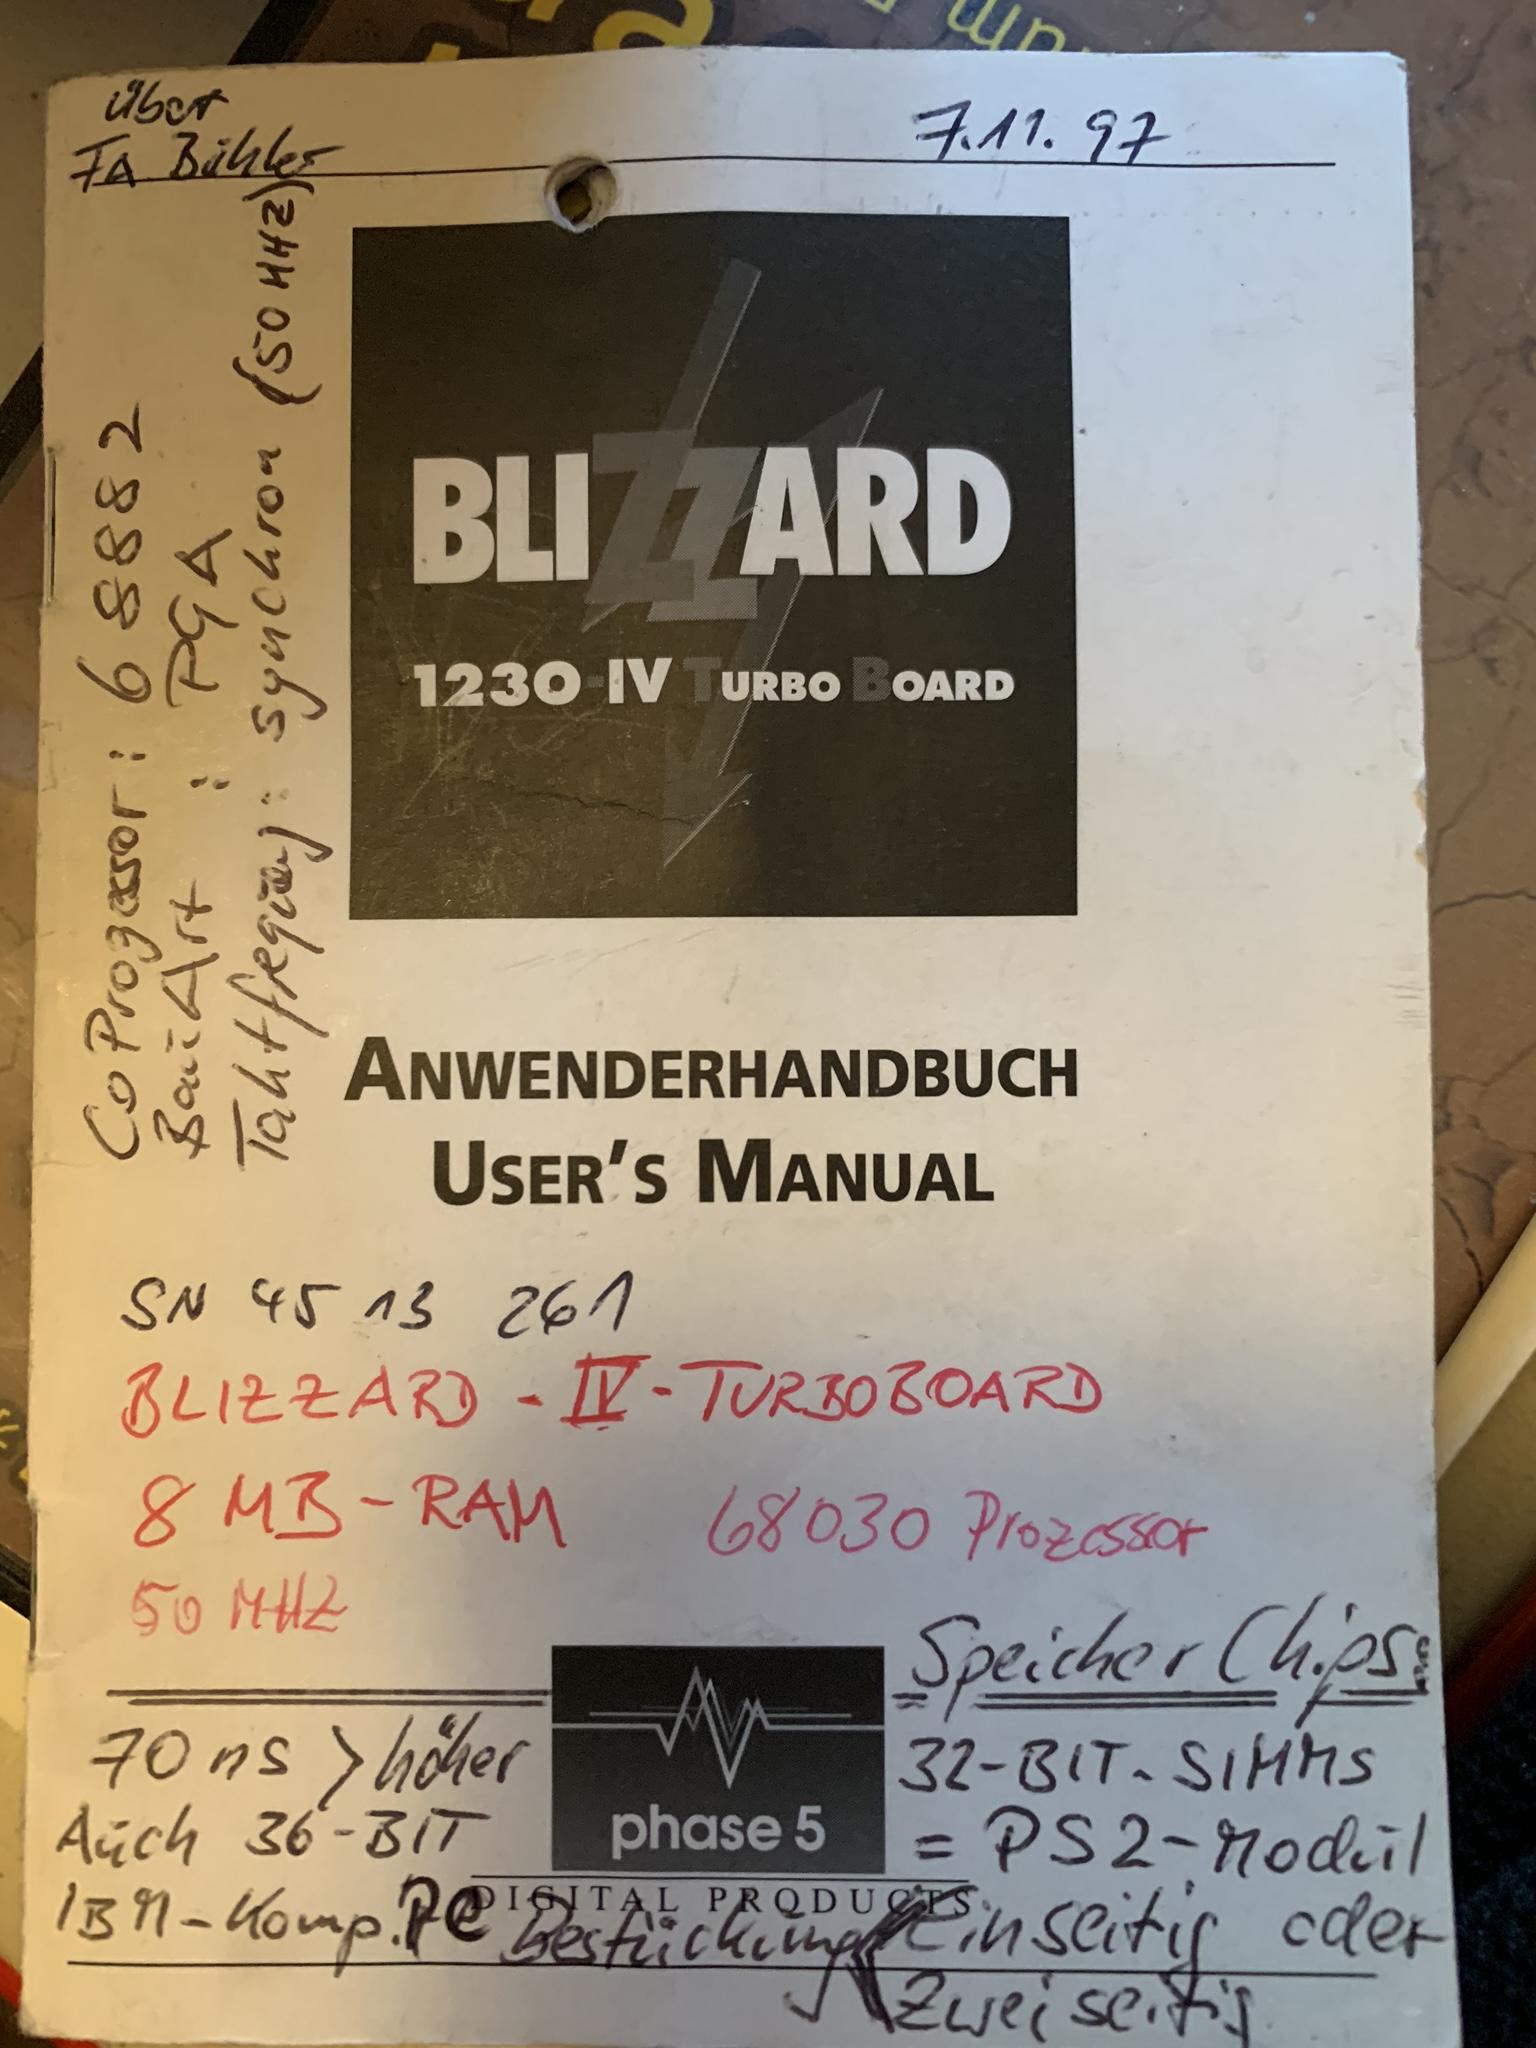 über
FA Bühler
7.11.97
CoProzessor: 68882
BauArt : PGA
Taktfrequenz: synchron (50 MHZ)
BLIZZARD
1230-IV TURBO BOARD
ANWENDERHANDBUCH
USER'S MANUAL
SN 45 13 261
BLIZZARD - IV - TURBOBOARD
8 MB - RAM 68030 Prozessor
50 MHZ
Speicher Chips:
70 ns > höher
Auch 36-BIT
IBM-Komp. PC
phase 5
DIGITAL PRODUCTS
32-BIT-SIMMS
= PS2-Modul
Bestückung Einseitig oder
Zweiseitig